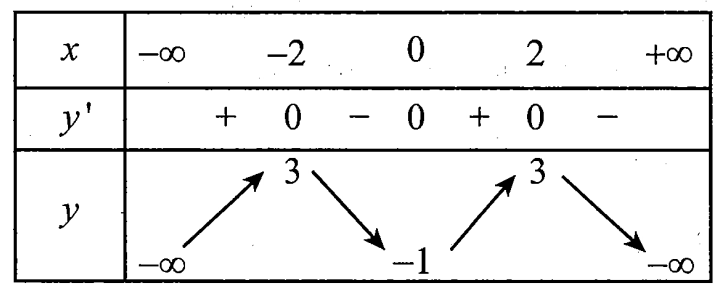 x −∞ −2 0 2 +∞
y' + 0 − 0 + 0 −
3 3
y
−∞ −1 −∞